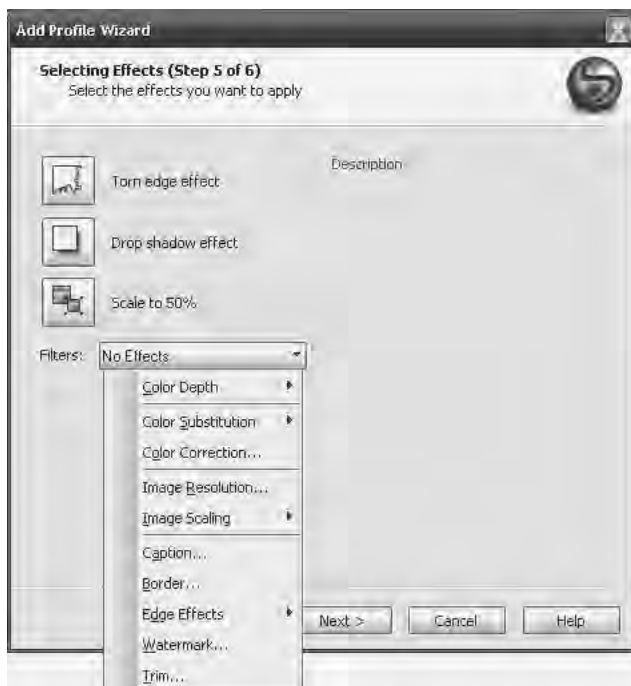 Add Profile Wizard
Selecting Effects (Step 5 of 6)
Select the effects you want to apply
Torn edge effect
Description
Drop shadow effect
Scale to 50%
Filters: No Effects
Color Depth
Color Substitution
Color Correction...
Image Resolution...
Image Scaling
Caption...
Border...
Edge Effects
Next > Cancel Help
Watermark...
Trim...